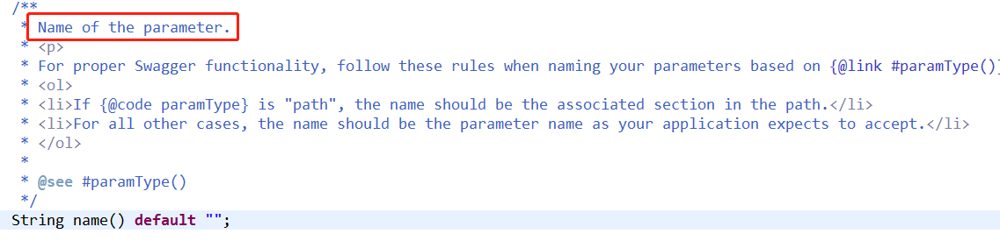 /**
* Name of the parameter.
* <p>
* For proper Swagger functionality, follow these rules when naming your parameters based on {@link #paramType()}
* <ol>
* <li>If {@code paramType} is "path", the name should be the associated section in the path.</li>
* <li>For all other cases, the name should be the parameter name as your application expects to accept.</li>
* </ol>
*
* @see #paramType()
*/
String name() default "";